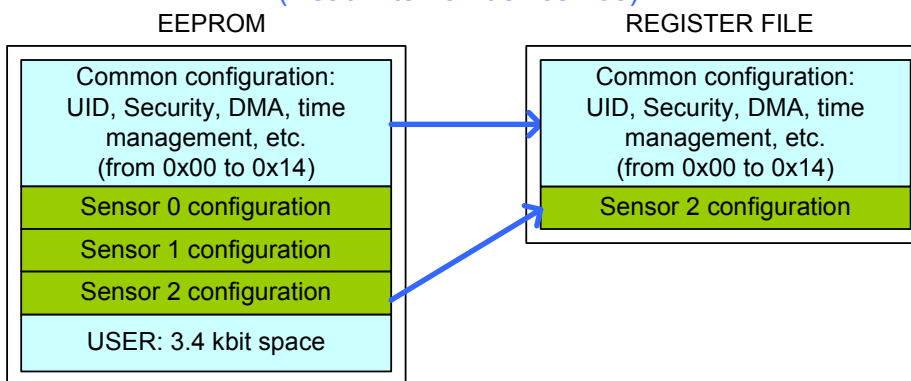 EEPROM
REGISTER FILE
Common configuration:
UID, Security, DMA, time
management, etc.
(from 0x00 to 0x14)
Sensor 0 configuration
Sensor 1 configuration
Sensor 2 configuration
USER: 3.4 kbit space
Common configuration:
UID, Security, DMA, time
management, etc.
(from 0x00 to 0x14)
Sensor 2 configuration